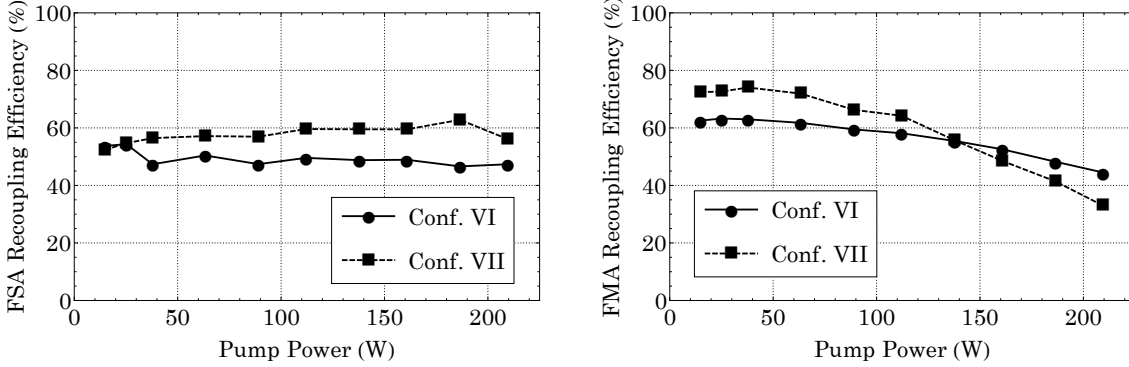 FSA Recoupling Efficiency (%)
100
80
60
40
20
0
Conf. VI
Conf. VII
0 50 100 150 200
Pump Power (W)
FMA Recoupling Efficiency (%)
100
80
60
40
20
0
Conf. VI
Conf. VII
0 50 100 150 200
Pump Power (W)